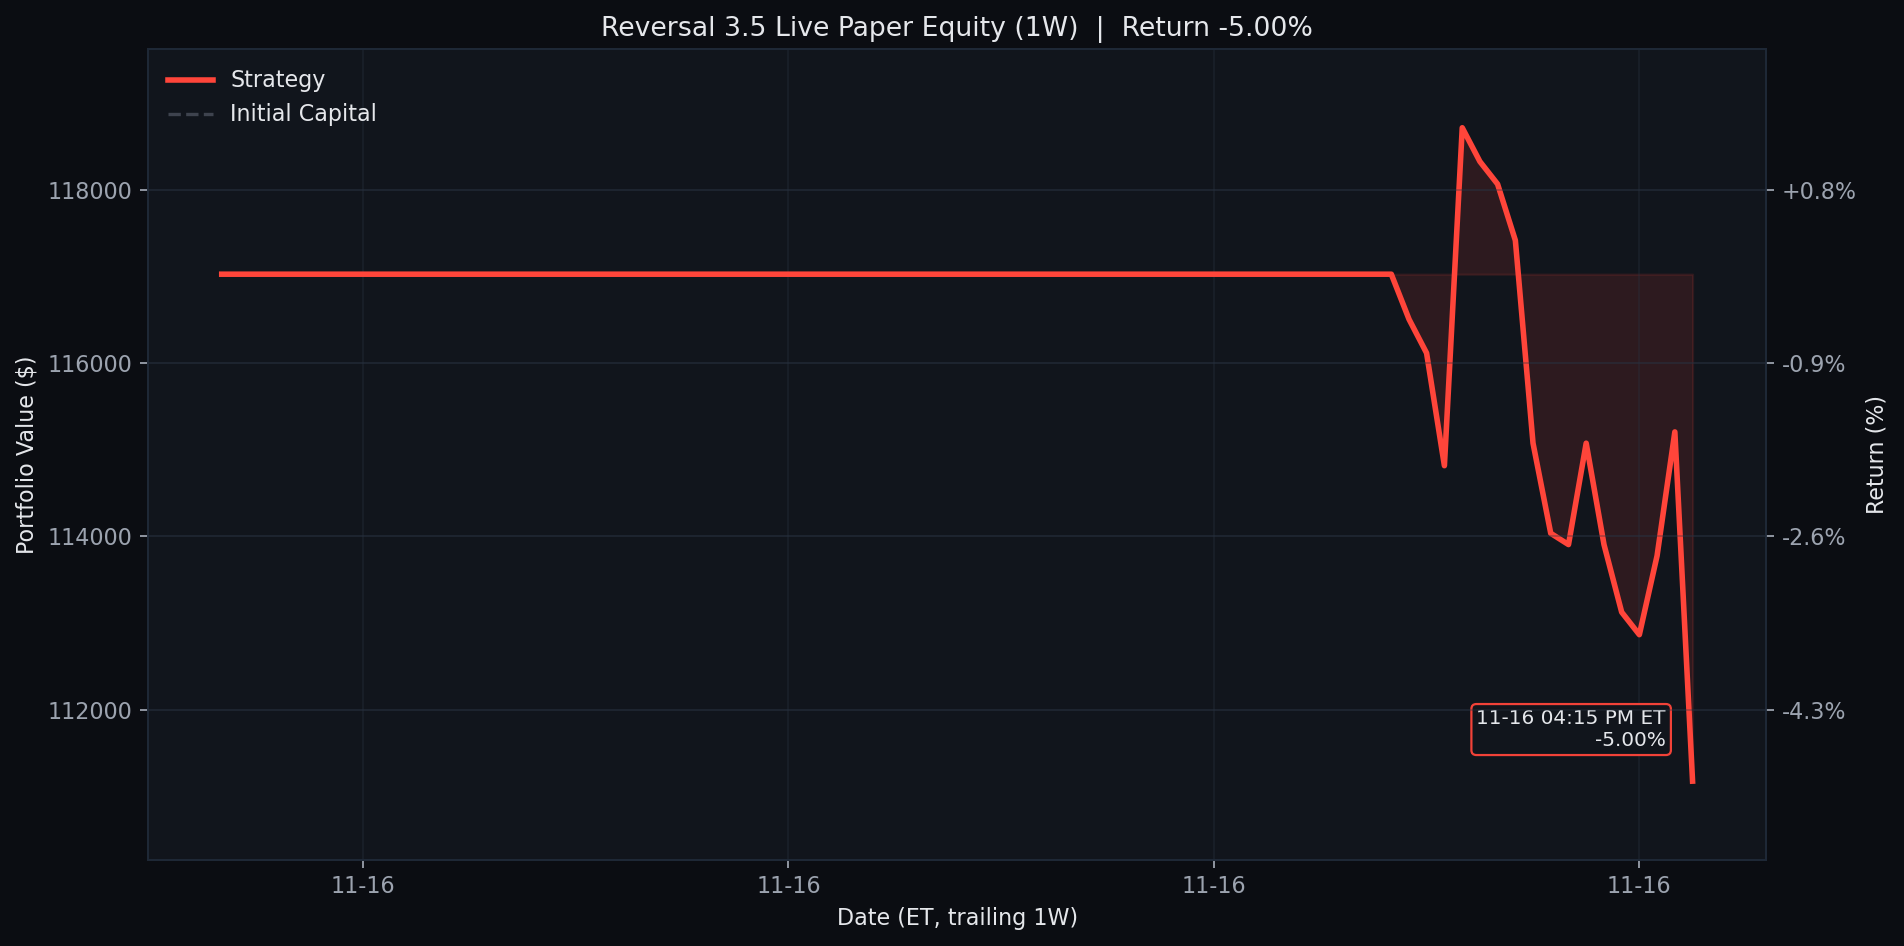 Reversal 3.5 Live Paper Equity (1W)  |  Return -5.00%
Strategy
Initial Capital
118000
116000
114000
112000
Portfolio Value ($)
+0.8%
-0.9%
-2.6%
-4.3%
Return (%)
11-16 04:15 PM ET
-5.00%
11-16
11-16
11-16
11-16
Date (ET, trailing 1W)